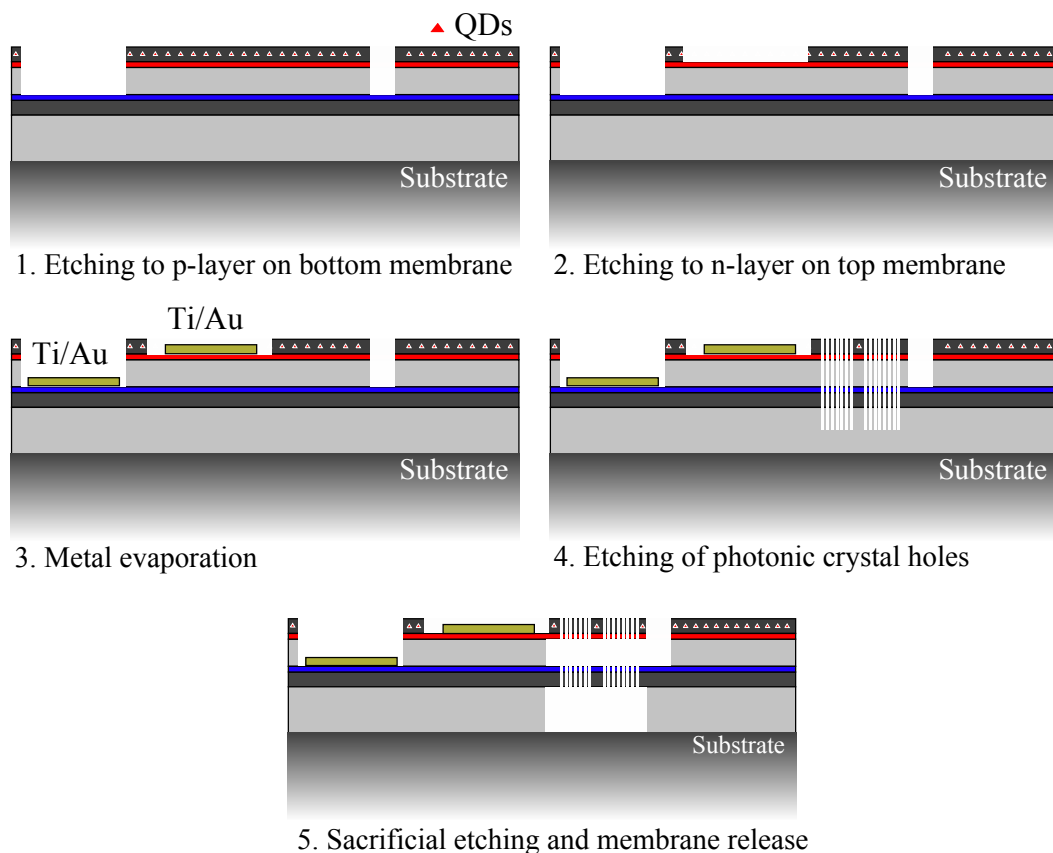 QDs
Substrate
Substrate
1. Etching to p-layer on bottom membrane
2. Etching to n-layer on top membrane
Ti/Au
Ti/Au
Substrate
Substrate
3. Metal evaporation
4. Etching of photonic crystal holes
Substrate
5. Sacrificial etching and membrane release